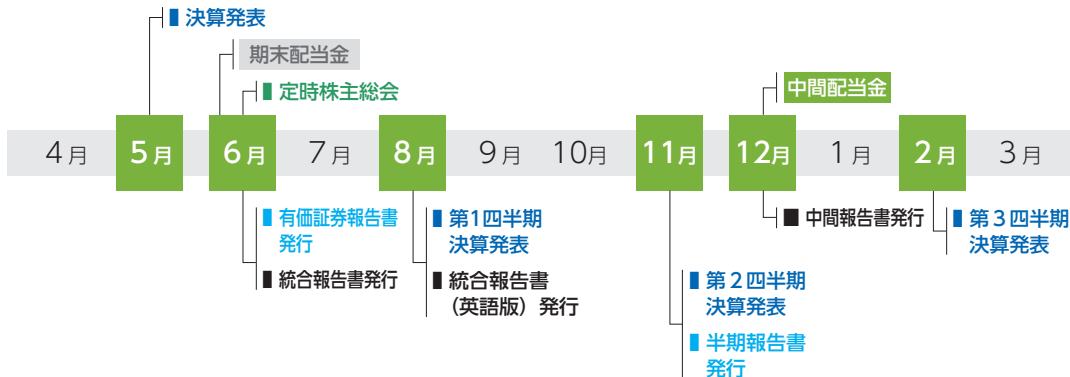 決算発表
期末配当金
定時株主総会
中間配当金
4月 5月 6月 7月 8月 9月 10月 11月 12月 1月 2月 3月
有価証券報告書
発行
統合報告書発行
第1四半期
決算発表
統合報告書
（英語版）発行
第２四半期
決算発表
半期報告書
発行
中間報告書発行
第３四半期
決算発表